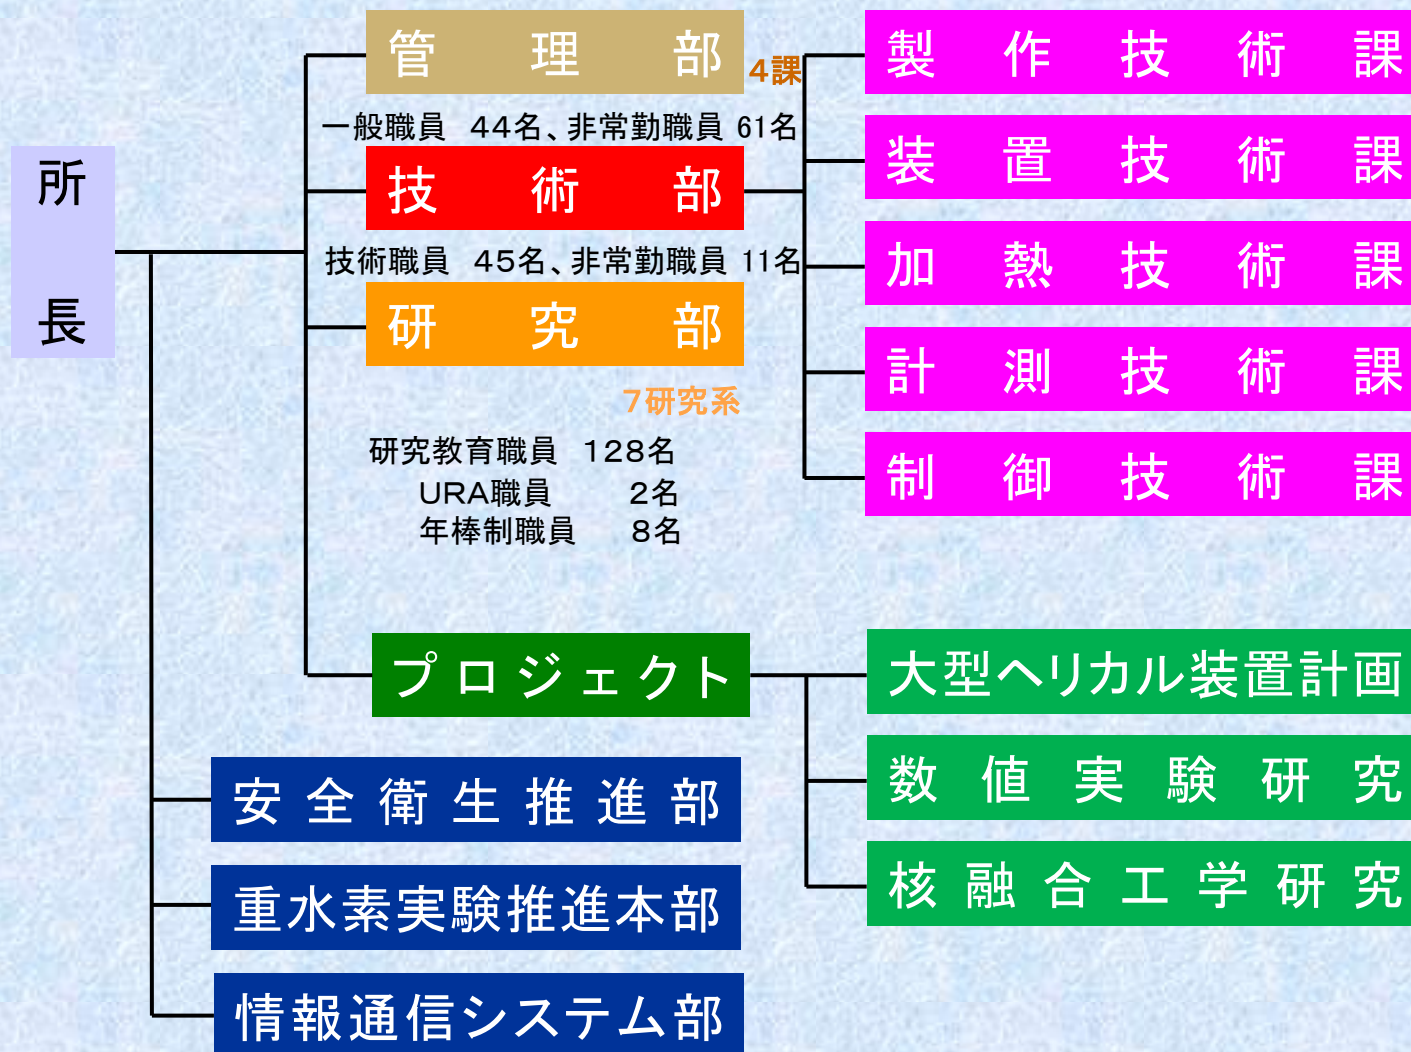 所長
管理部
4課
一般職員 44名、非常勤職員 61名
技術部
技術職員 45名、非常勤職員 11名
研究部
7研究系
研究教育職員 128名
URA職員 2名
年棒制職員 8名
プロジェクト
安全衛生推進部
重水素実験推進本部
情報通信システム部
製作技術課
装置技術課
加熱技術課
計測技術課
制御技術課
大型ヘリカル装置計画
数値実験研究
核融合工学研究